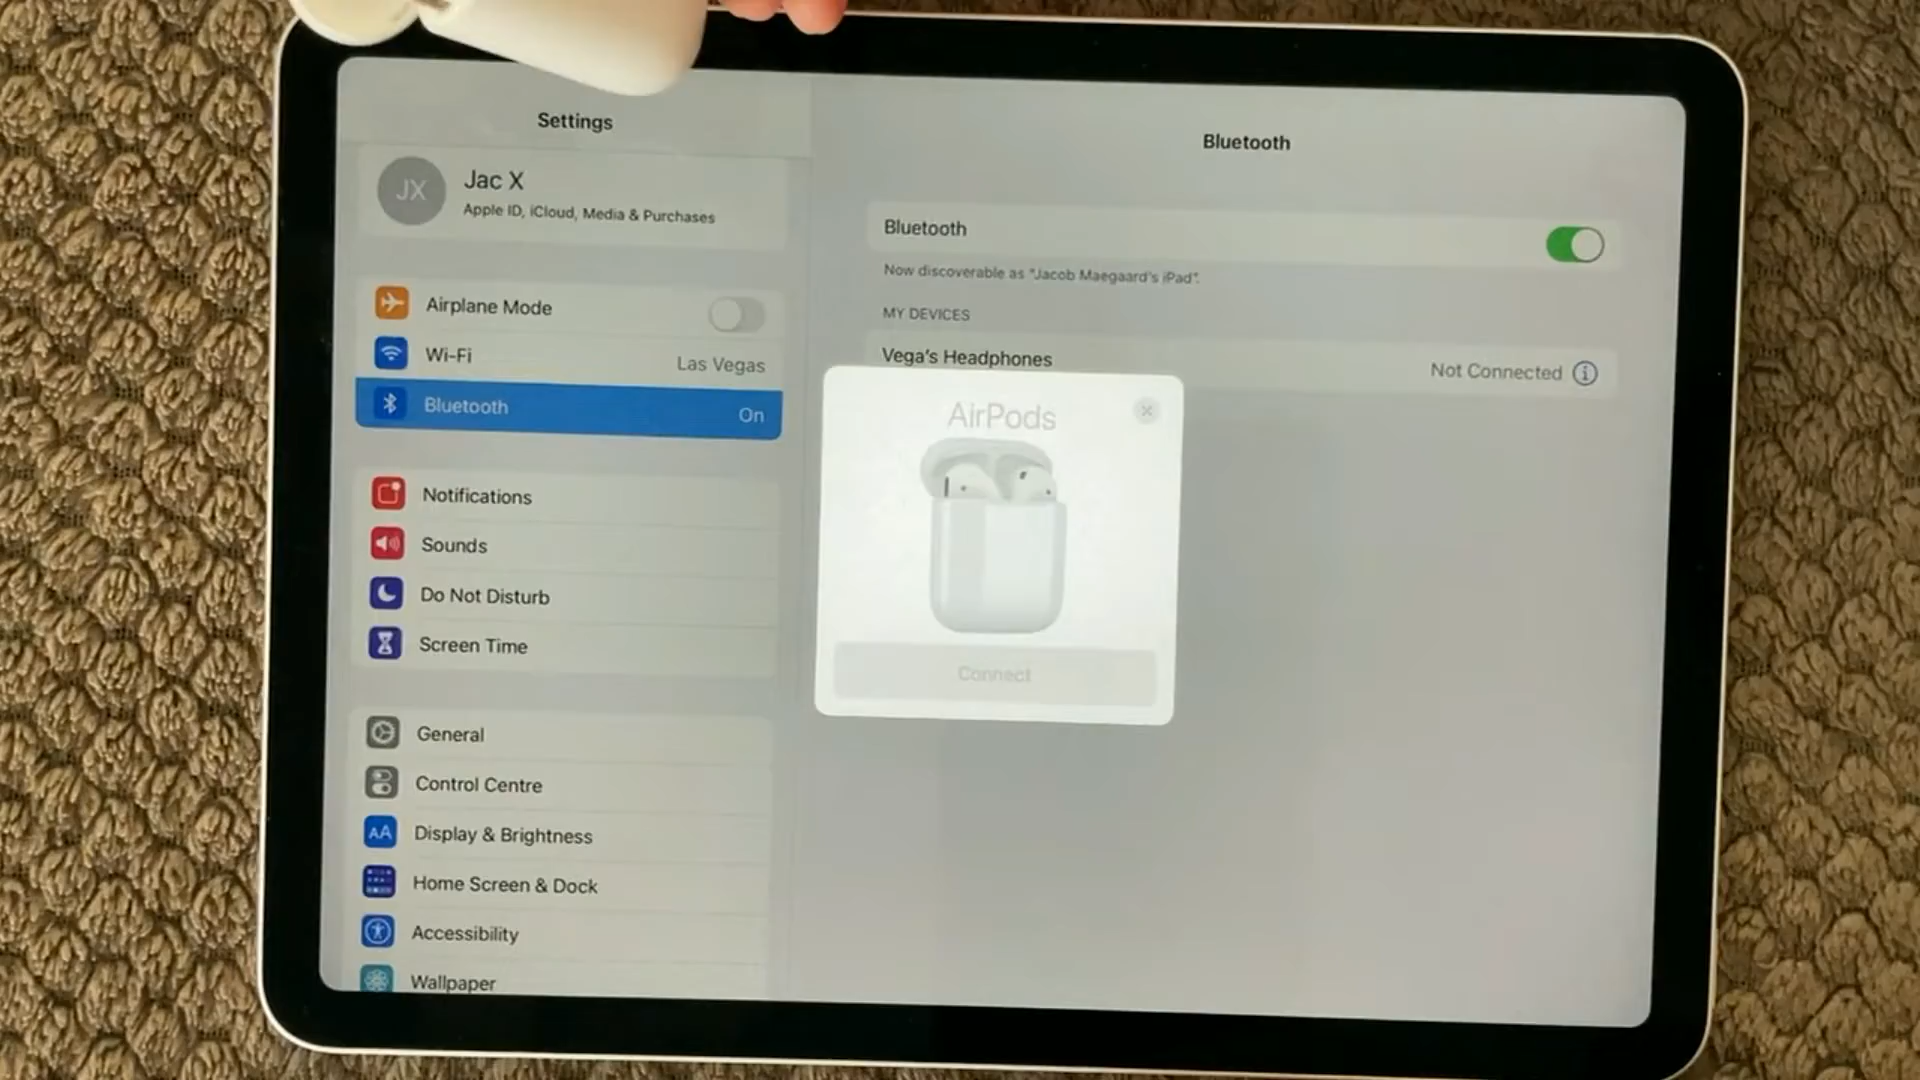 Settings
JX
Jac X
Apple ID, iCloud, Media & Purchases
Airplane Mode
Wi-Fi
Las Vegas
Bluetooth
On
Notifications
Sounds
Do Not Disturb
Screen Time
General
Control Centre
AA
Display & Brightness
Home Screen & Dock
Accessibility
Wallpaper
Bluetooth
Bluetooth
Now discoverable as "Jacob Maegaard's iPad".
MY DEVICES
Vega's Headphones
Not Connected
AirPods
Connect